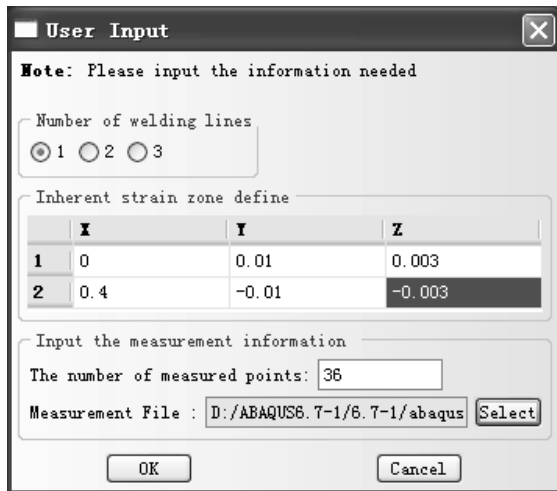 User Input
Note: Please input the information needed
Number of welding lines
1 2 3
Inherent strain zone define
X Y Z
1 0 0.01 0.003
2 0.4 -0.01 -0.003
Input the measurement information
The number of measured points: 36
Measurement File : D:/ABAQUS6.7-1/6.7-1/abaqus Select
OK Cancel